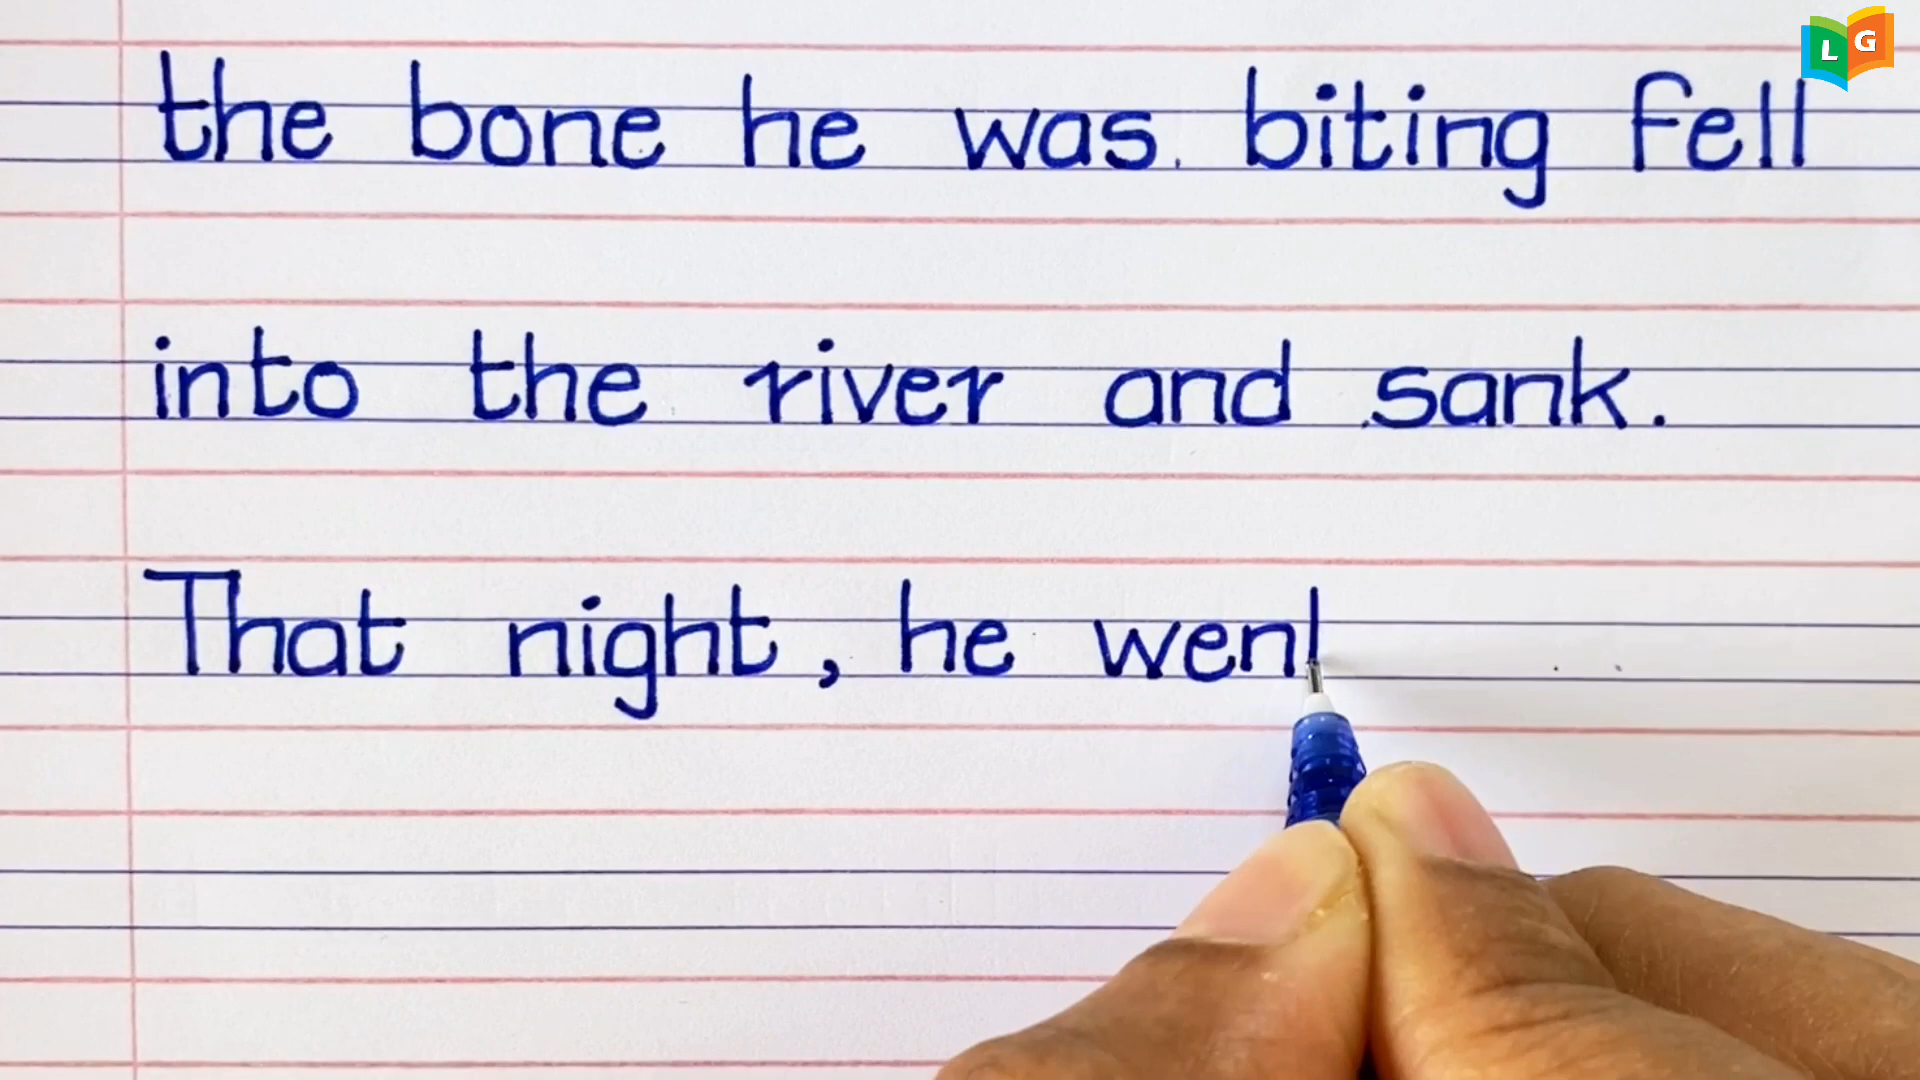 L G
the bone he was biting fell
into the river and sank.
That night, he wen